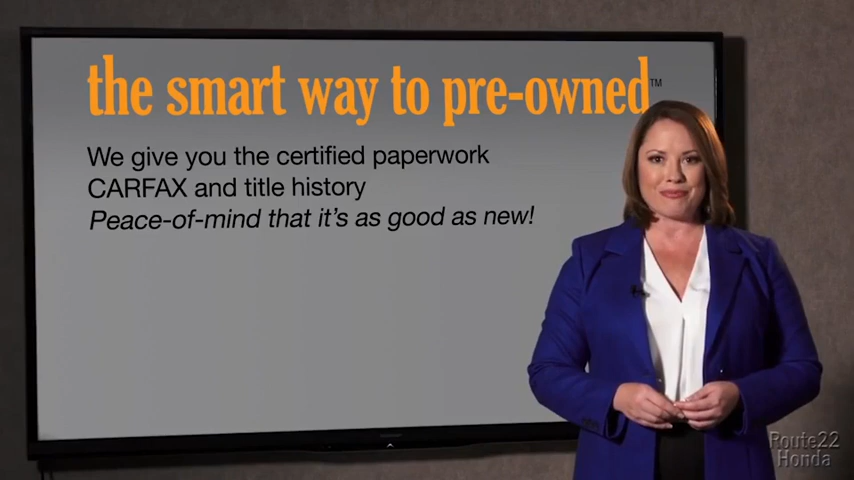 the smart way to pre-owned™
We give you the certified paperwork
CARFAX and title history
Peace-of-mind that it's as good as new!
Route22
Honda